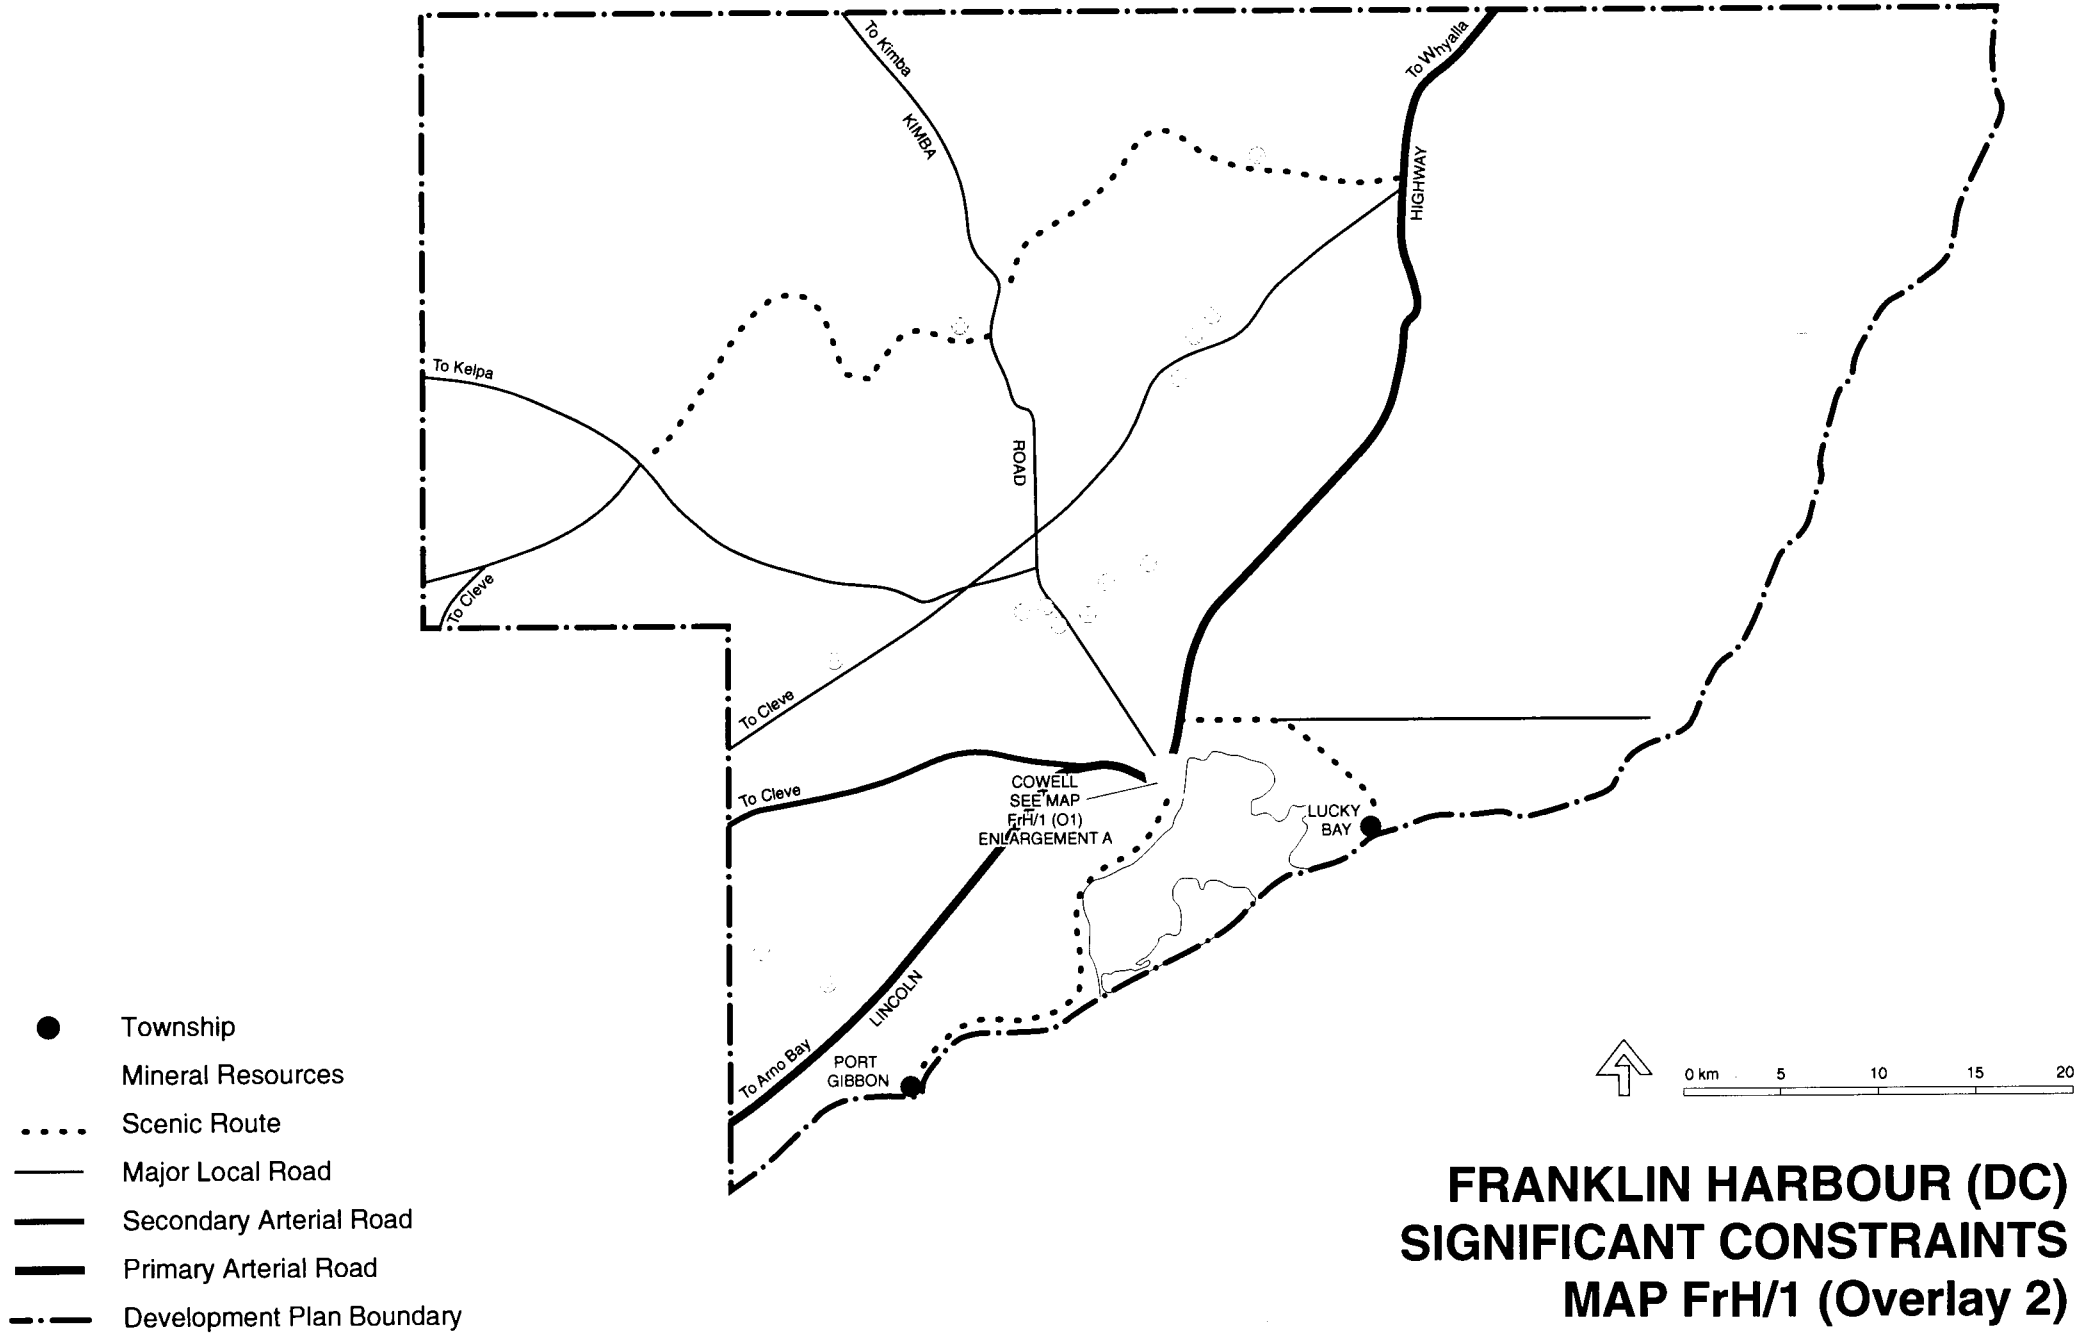 To Kimba
KIMBA
To Whyalla
HIGHWAY
To Kelpa
ROAD
To Cleve
To Cleve
To Cleve
COWELL
SEE MAP
FrH/1 (O1)
ENLARGEMENT A
LUCKY
BAY
LINCOLN
To Arno Bay
PORT
GIBBON
Township
Mineral Resources
Scenic Route
Major Local Road
Secondary Arterial Road
Primary Arterial Road
Development Plan Boundary
0 km 5 10 15 20
FRANKLIN HARBOUR (DC)
SIGNIFICANT CONSTRAINTS
MAP FrH/1 (Overlay 2)